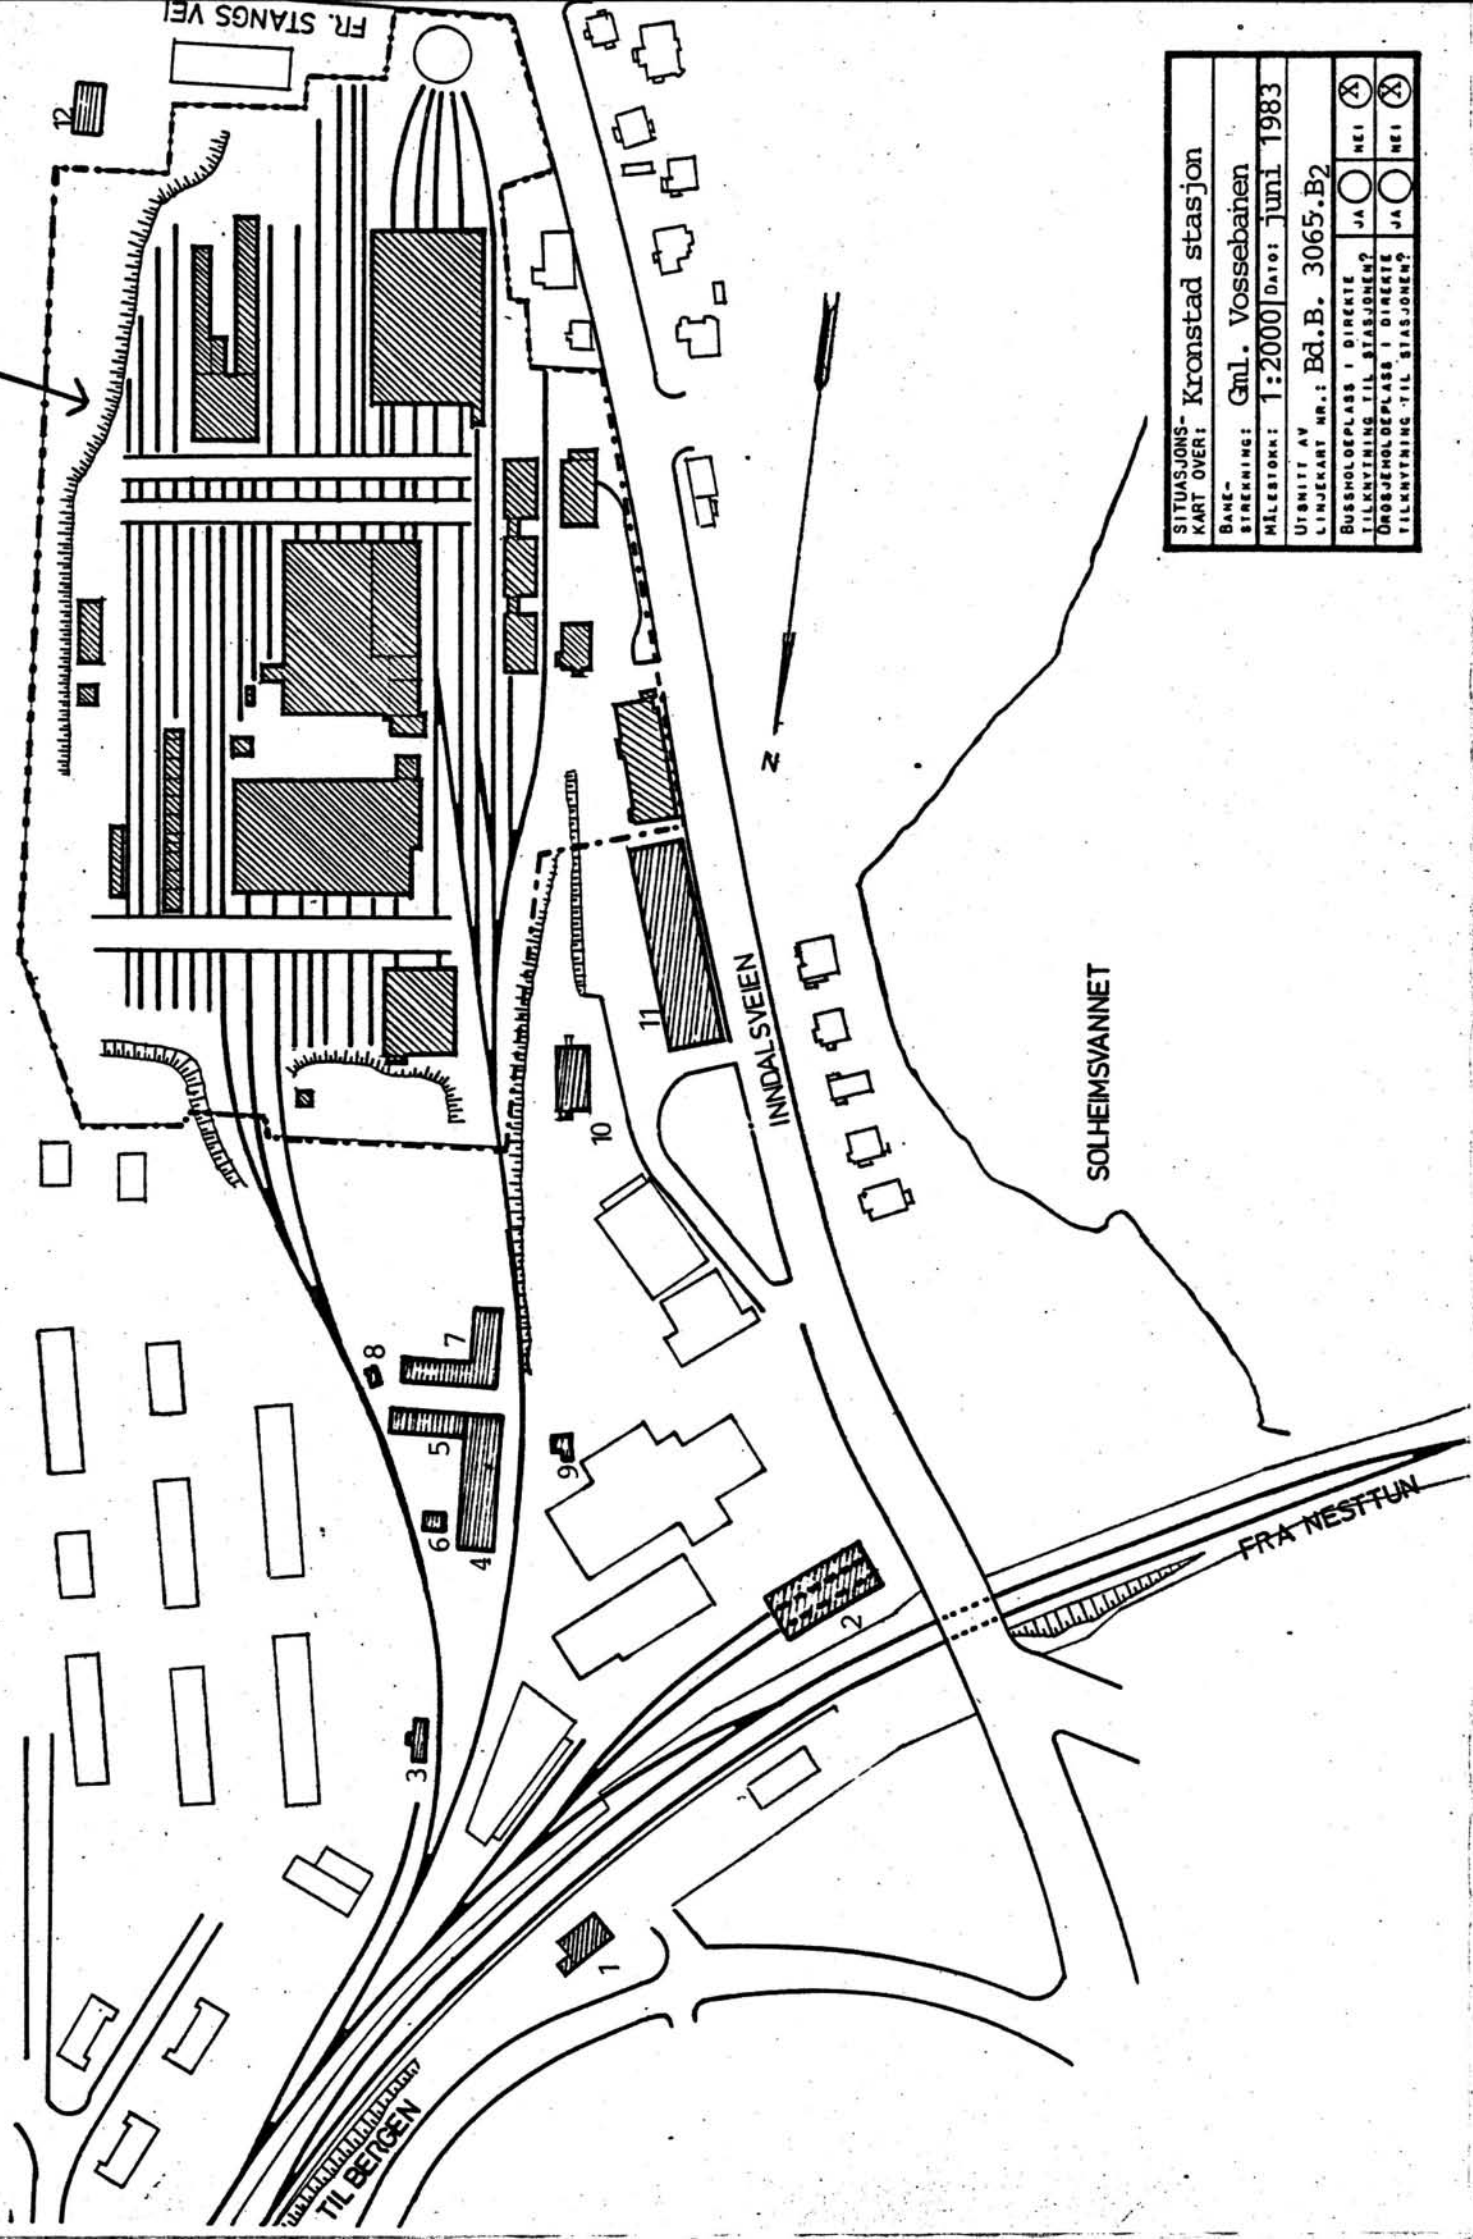 FR. STANGS VEI
12
SITUASJONS-
KART OVER: Kronstad stasjon
BANE-
STREKNING: Gml. Vossebanen
MÅLESTOKK: 1:2000 DATO: juni 1983
UTSNITT AV
LINJEKART NR.: Bd.B. 3065.B2
BUSSHOLDEPLASS I DIREKTE
TILKNYTNING TIL STASJONEN? JA NEI X
DROSJEHOLDEPLASS I DIREKTE
TILKNYTNING TIL STASJONEN? JA NEI X
N
11
INNDALSVEIEN
10
SOLHEIMSVANNET
8
7
5
9
6
4
2
FRA NESTTUN
3
1
TIL BERGEN